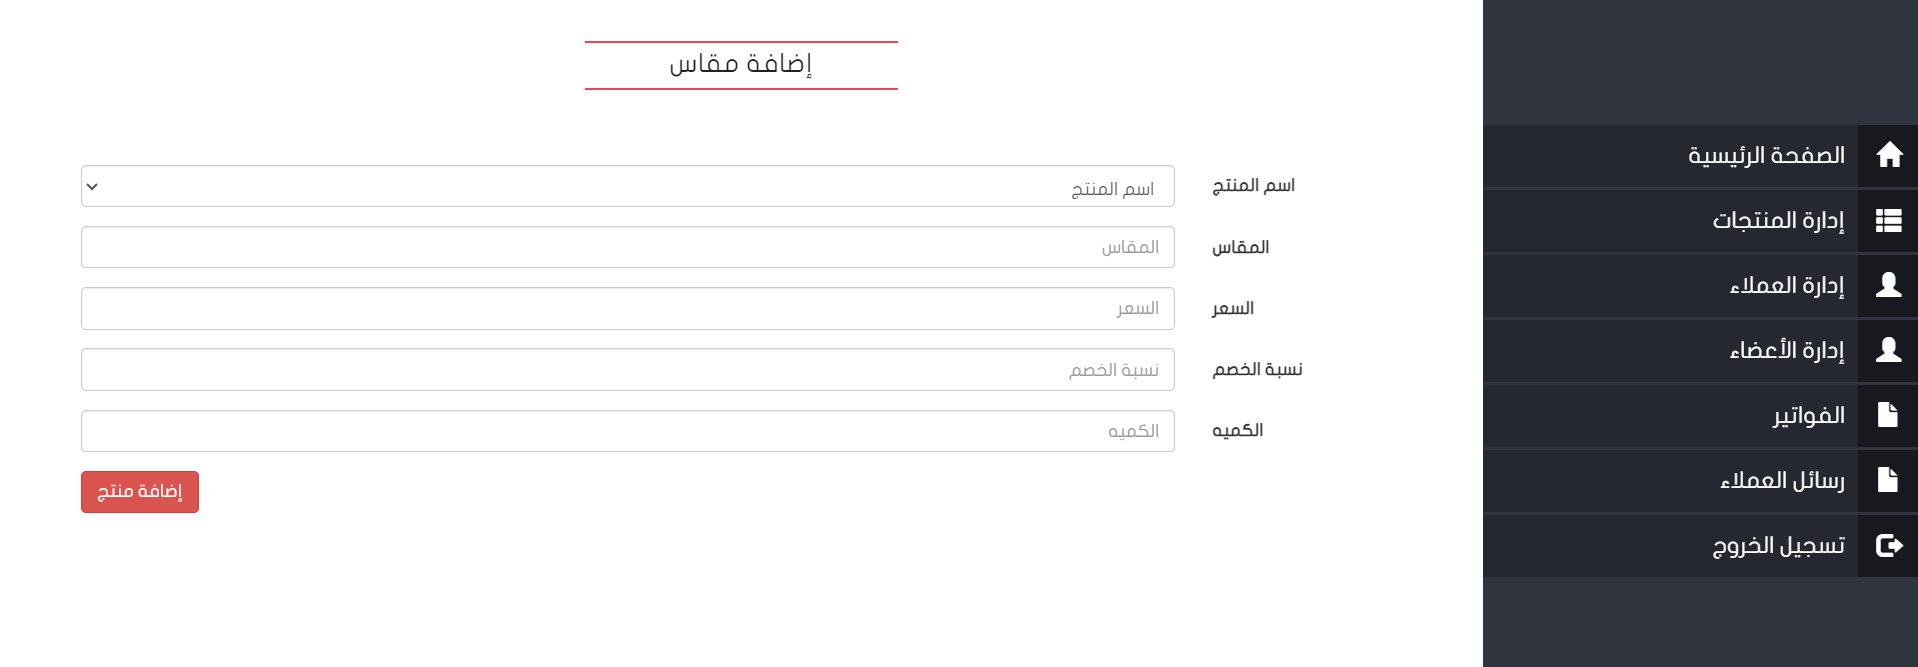 إضافة مقاس
الصفحة الرئيسية
إدارة المنتجات
إدارة العملاء
إدارة الأعضاء
الفواتير
رسائل العملاء
تسجيل الخروج
اسم المنتج
اسم المنتج
المقاس
المقاس
السعر
السعر
نسبة الخصم
نسبة الخصم
الكميه
الكميه
إضافة منتج